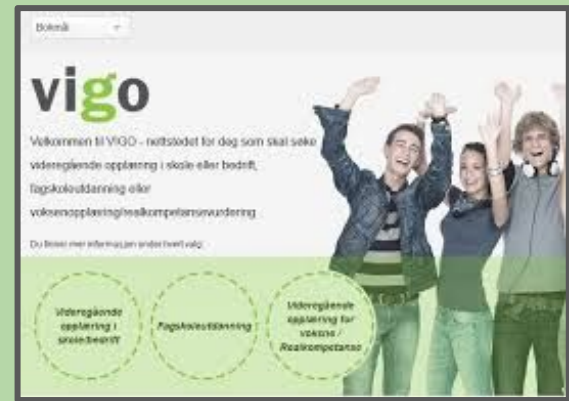 Bokmål
vigo
Velkommen til VIGO - nettstedet for deg som skal søke
videregående opplæring i skole eller bedrift,
fagskoleutdanning eller
voksenopplæring/realkompetansevurdering
Du finner mer informasjon under hvert valg:
Videregående
opplæring i
skole/bedrift
Fagskoleutdanning
Videregående
opplæring for
voksne /
Realkompetanse